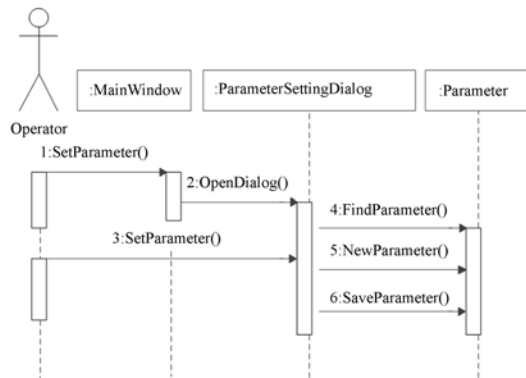 :MainWindow
:ParameterSettingDialog
:Parameter
Operator
1:SetParameter()
2:OpenDialog()
3:SetParameter()
4:FindParameter()
5:NewParameter()
6:SaveParameter()